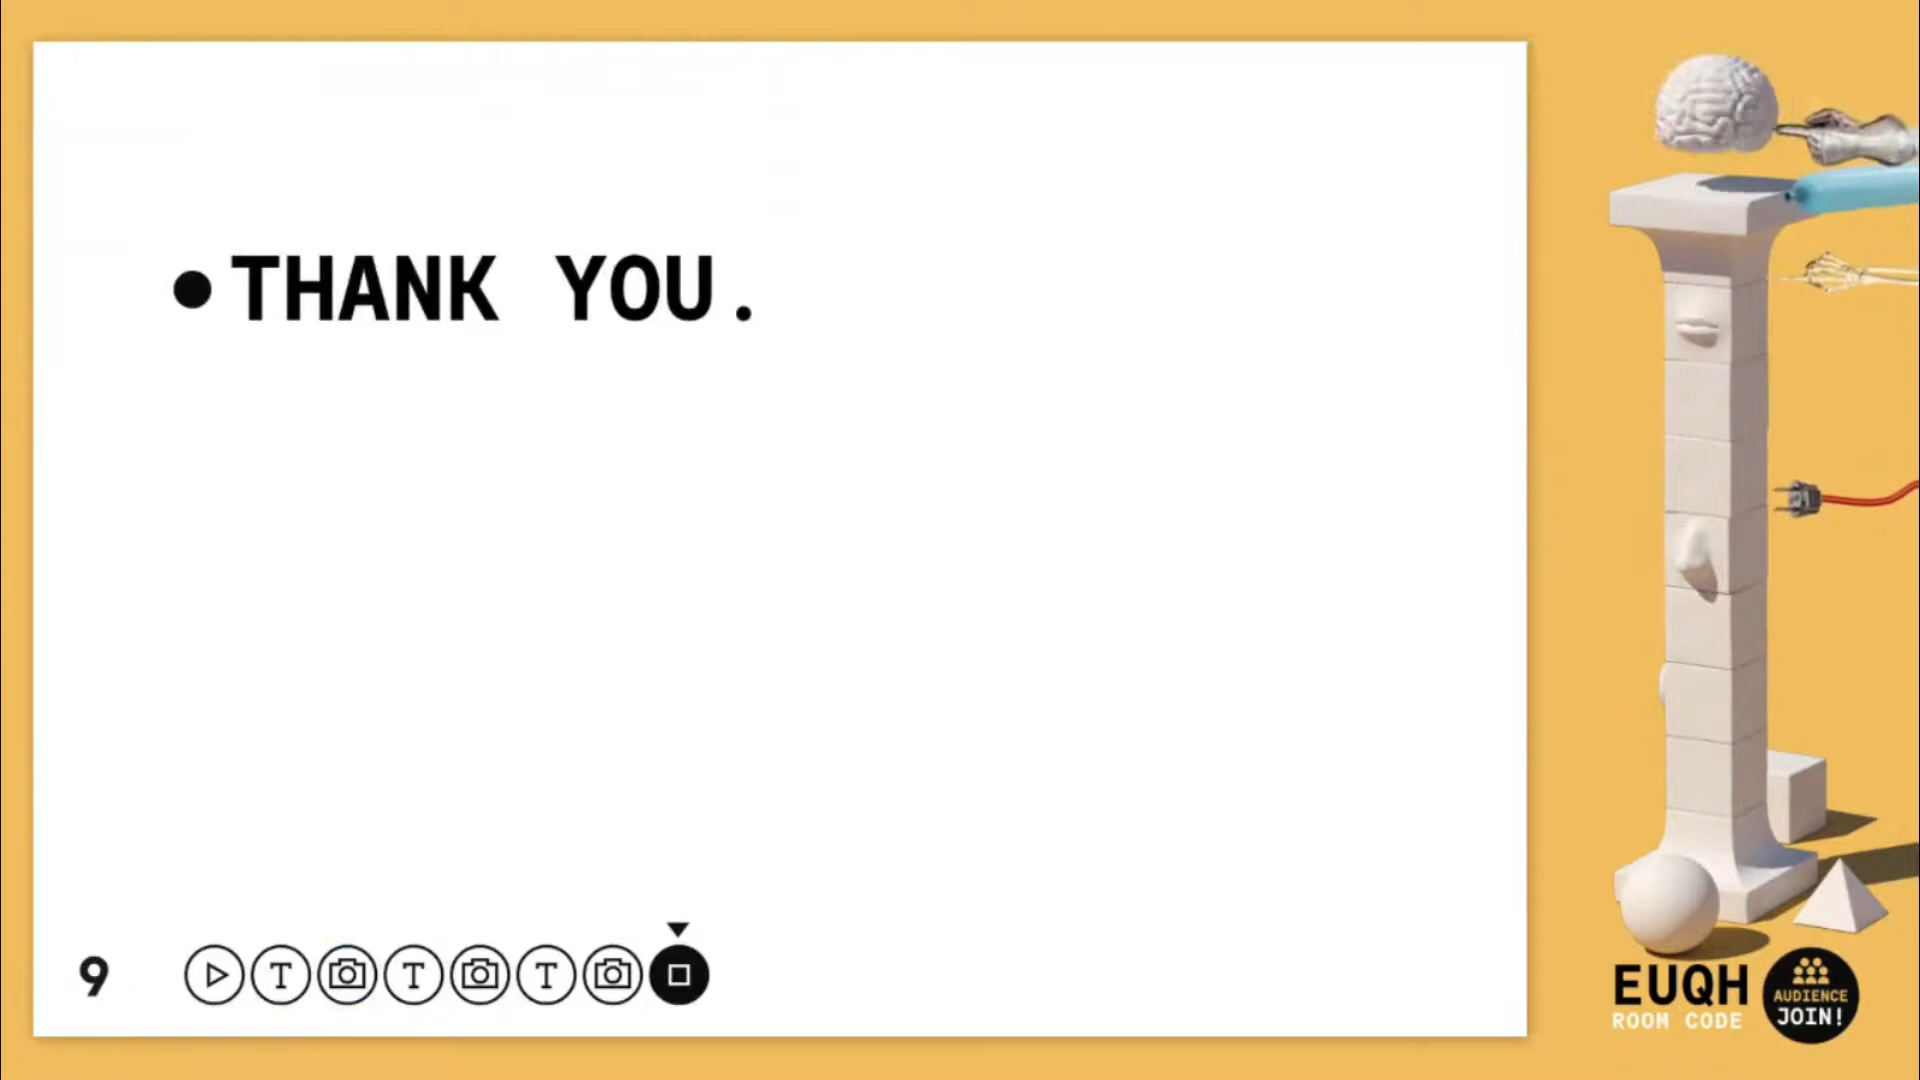 THANK YOU.
9
T T T
EUQH
ROOM CODE
AUDIENCE
JOIN!